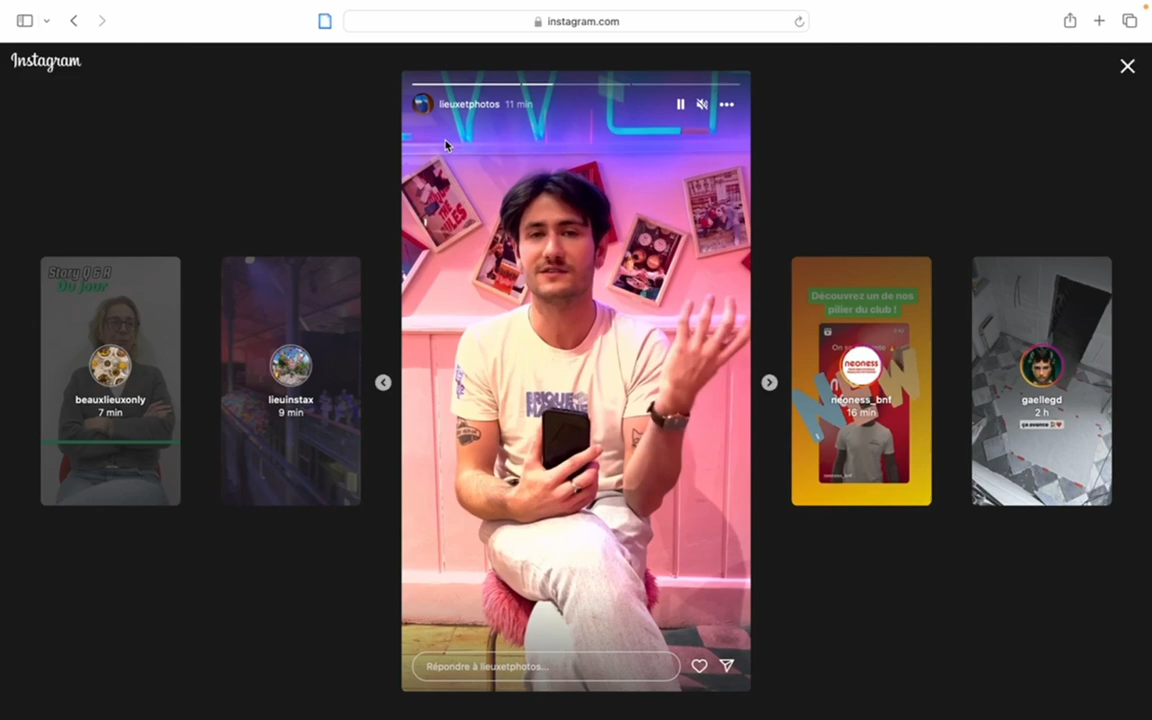 instagram.com
Instagram
lieuxetphotos 11 min
Story Q & A
Du jour
beauxlieuxonly
7 min
lieuinstax
9 min
Découvrez un de nos
pilier du club !
neoness
neoness_bnf
16 min
gaellegd
2 h
ça avance
Répondre à lieuxetphotos...